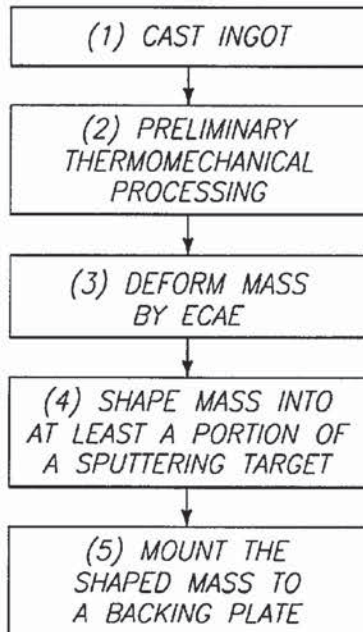 (1) CAST INGOT
(2) PRELIMINARY
THERMOMECHANICAL
PROCESSING
(3) DEFORM MASS
BY ECAE
(4) SHAPE MASS INTO
AT LEAST A PORTION OF
A SPUTTERING TARGET
(5) MOUNT THE
SHAPED MASS TO
A BACKING PLATE